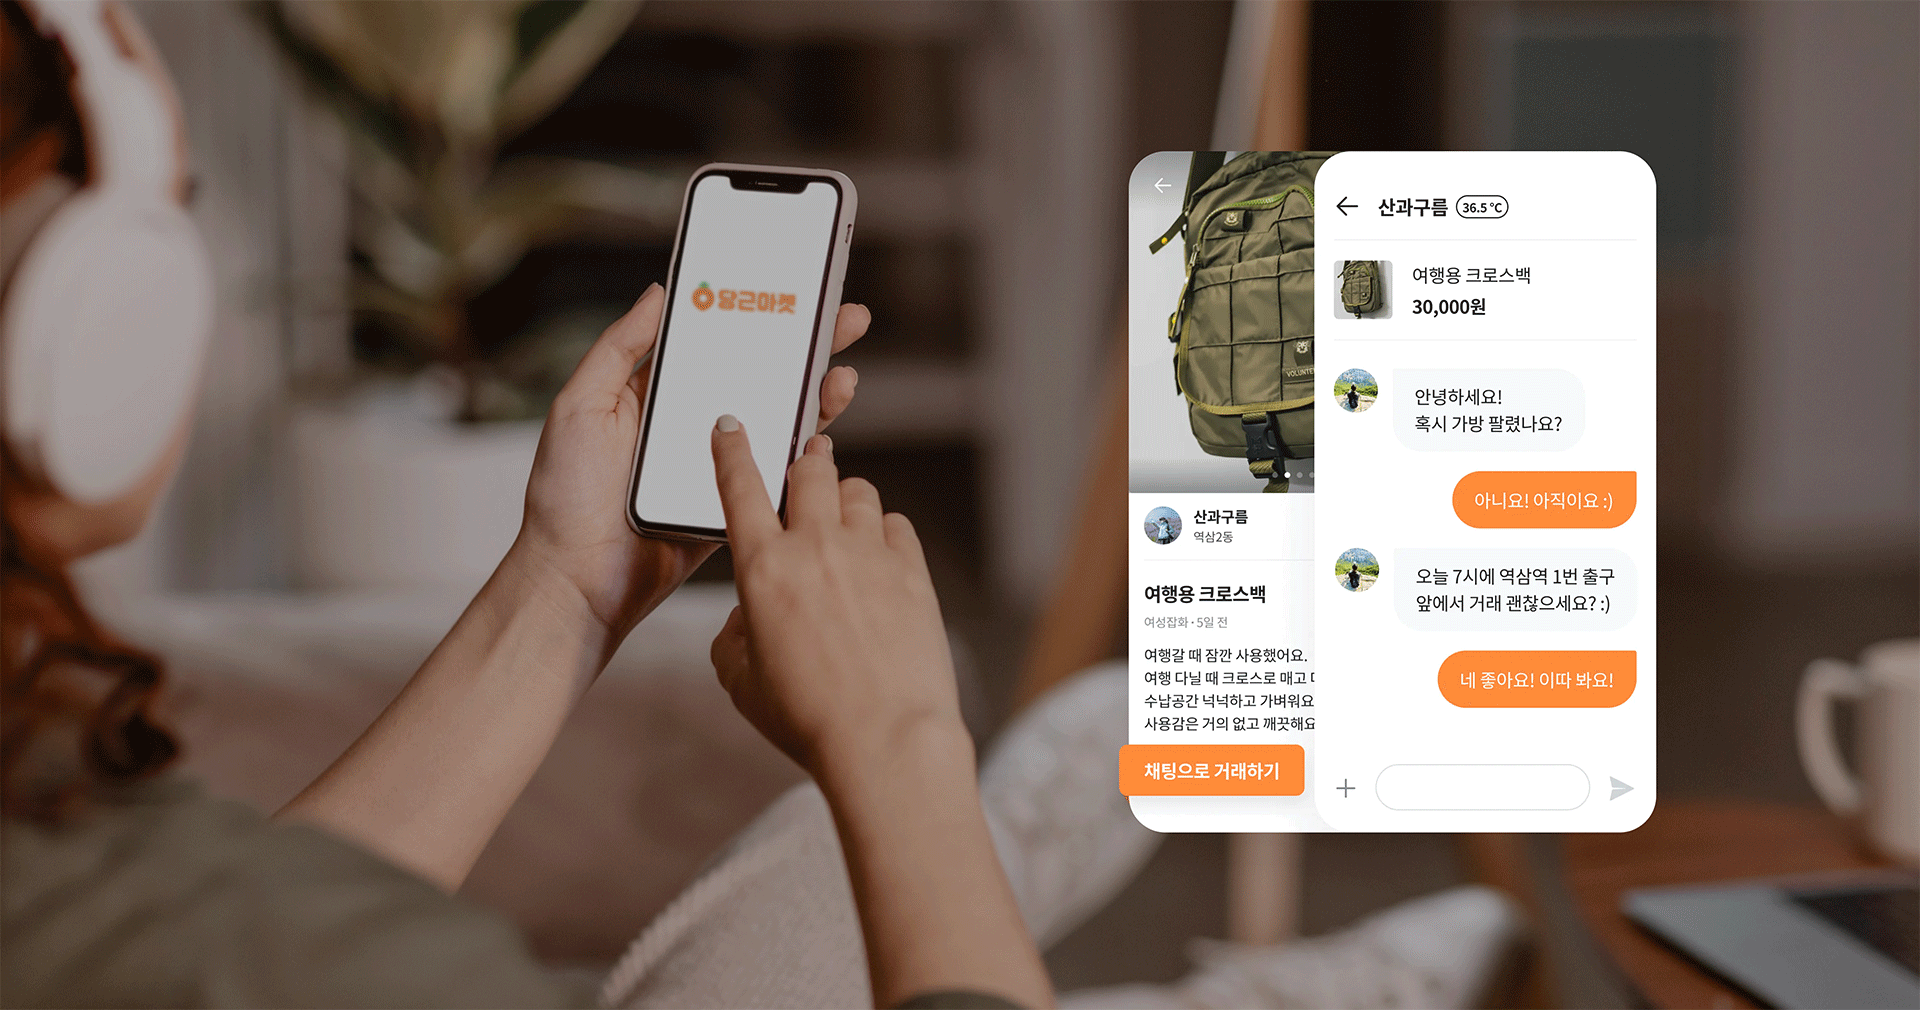 당근마켓
VOLUNTE
산과구름
역삼2동
여행용 크로스백
여성잡화 · 5일 전
여행갈 때 잠깐 사용했어요.
여행 다닐 때 크로스로 매고
수납공간 넉넉하고 가벼워요
사용감은 거의 없고 깨끗해요
채팅으로 거래하기
산과구름 36.5°C
여행용 크로스백
30,000원
안녕하세요!
혹시 가방 팔렸나요?
아니요! 아직이요 :)
오늘 7시에 역삼역 1번 출구
앞에서 거래 괜찮으세요? :)
네 좋아요! 이따 봐요!